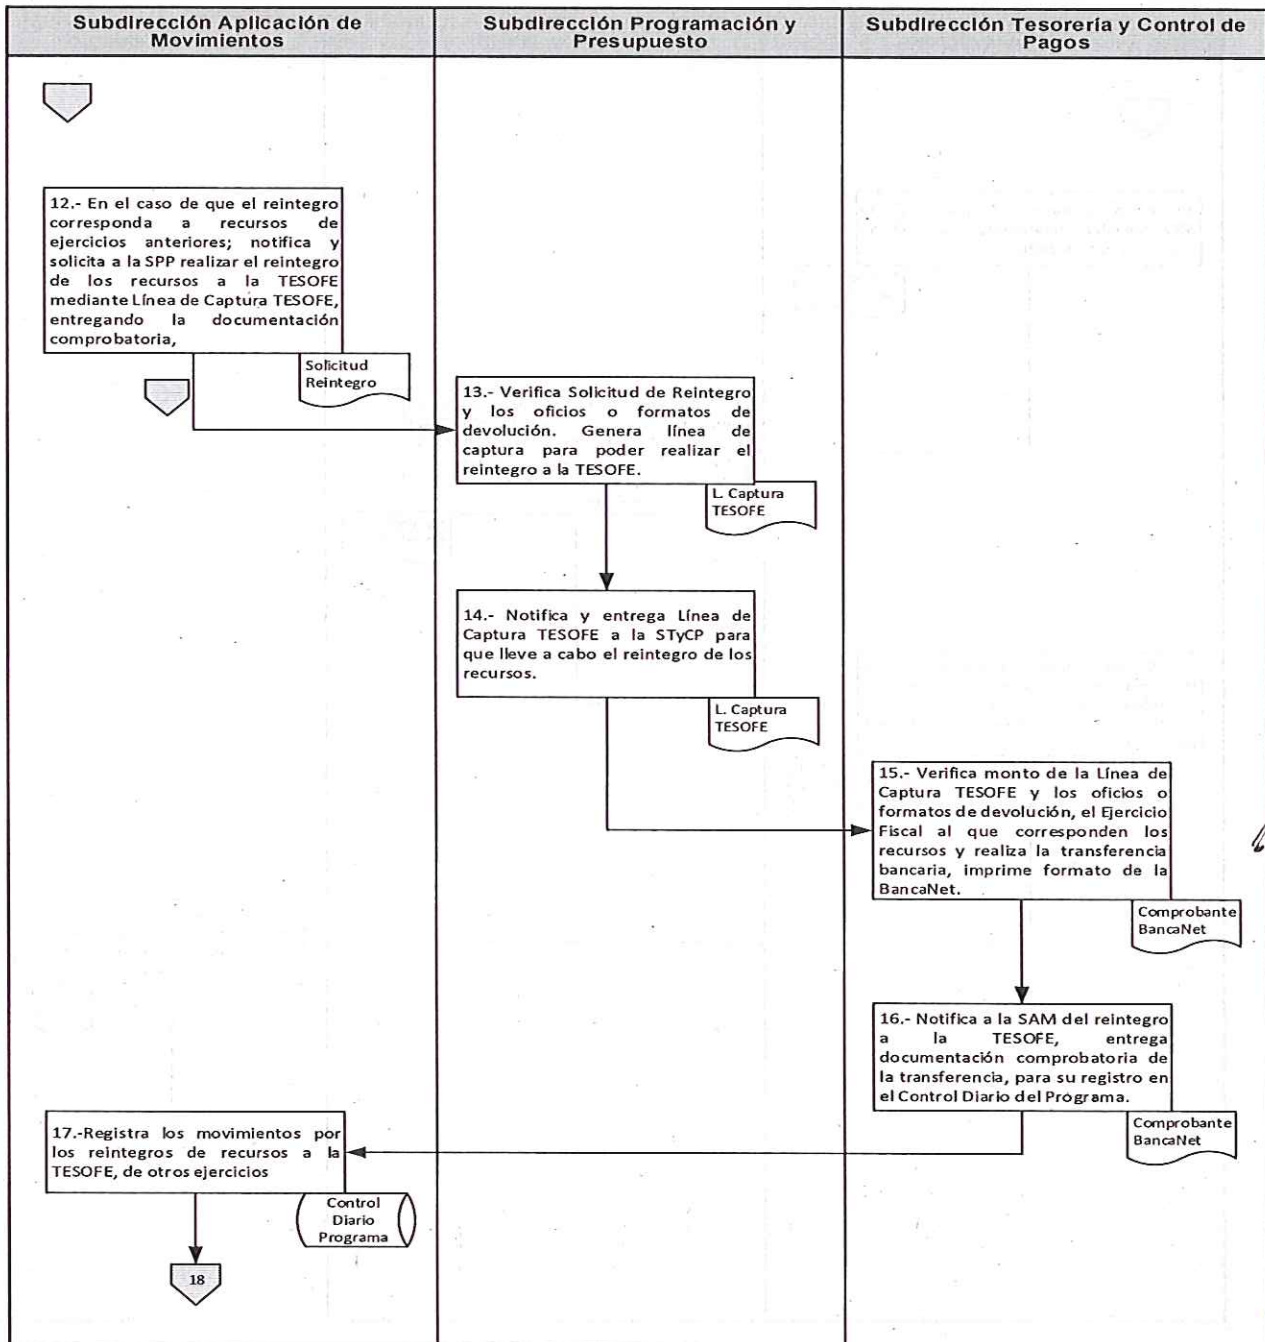 Subdirección Aplicación de
Movimientos
Subdirección Programación y
Presupuesto
Subdirección Tesorería y Control de
Pagos
12.- En el caso de que el reintegro
corresponda a recursos de
ejercicios anteriores; notifica y
solicita a la SPP realizar el reintegro
de los recursos a la TESOFE
mediante Línea de Captura TESOFE,
entregando la documentación
comprobatoria,
Solicitud
Reintegro
13.- Verifica Solicitud de Reintegro
y los oficios o formatos de
devolución. Genera línea de
captura para poder realizar el
reintegro a la TESOFE.
L. Captura
TESOFE
14.- Notifica y entrega Línea de
Captura TESOFE a la STyCP para
que lleve a cabo el reintegro de los
recursos.
L. Captura
TESOFE
15.- Verifica monto de la Línea de
Captura TESOFE y los oficios o
formatos de devolución, el Ejercicio
Fiscal al que corresponden los
recursos y realiza la transferencia
bancaria, imprime formato de la
BancaNet.
Comprobante
BancaNet
16.- Notifica a la SAM del reintegro
a la TESOFE, entrega
documentación comprobatoria de
la transferencia, para su registro en
el Control Diario del Programa.
Comprobante
BancaNet
17.-Registra los movimientos por
los reintegros de recursos a la
TESOFE, de otros ejercicios
Control
Diario
Programa
18